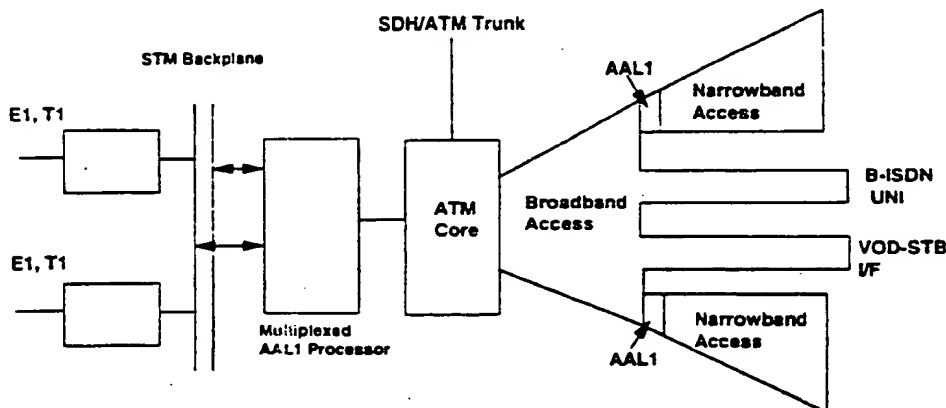 SDH/ATM Trunk
STM Backplane
AAL1
Narrowband
Access
E1, T1
B-ISDN
UNI
ATM
Core
Broadband
Access
VOD-STB
I/F
E1, T1
Multiplexed
AAL1 Processor
Narrowband
Access
AAL1